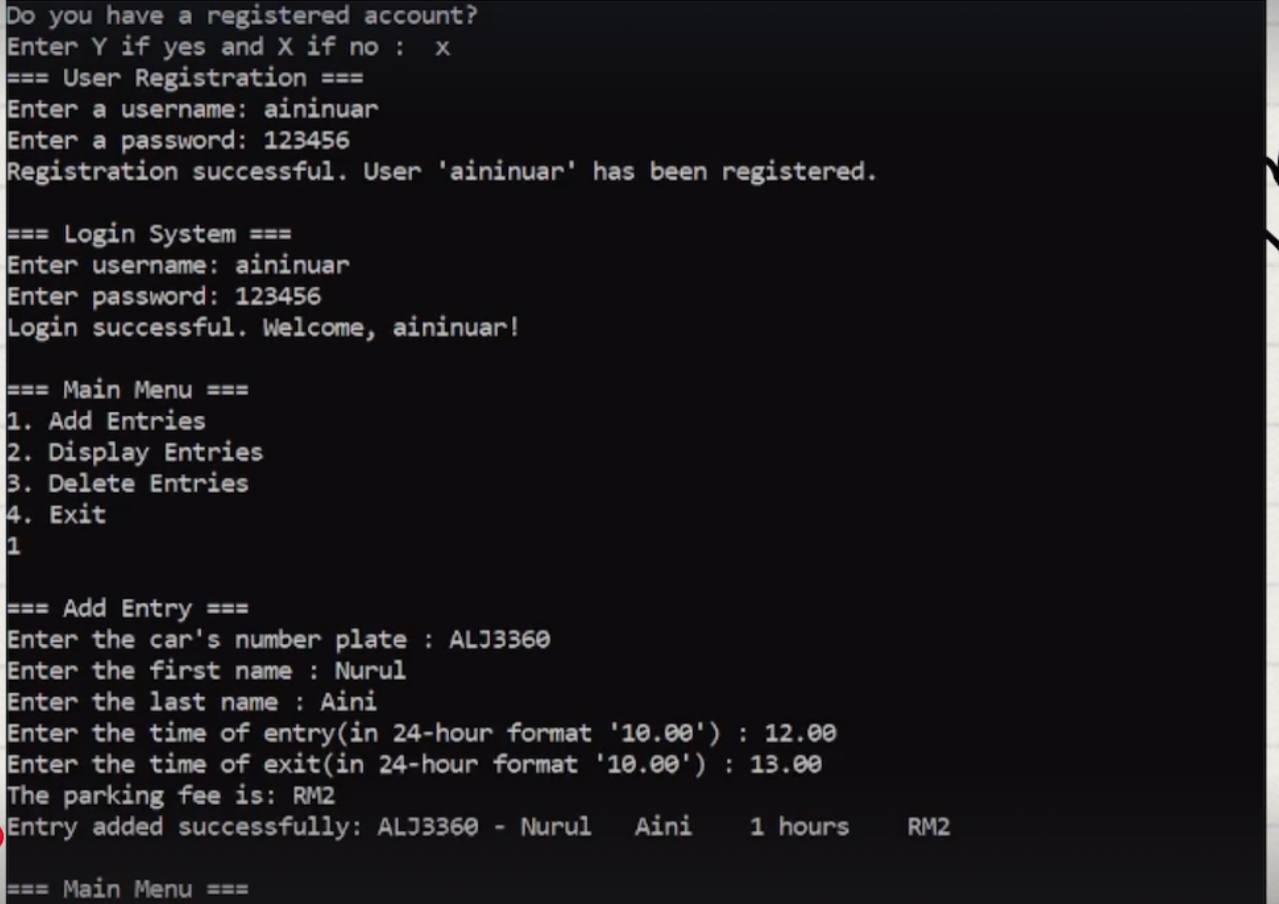 Do you have a registered account?
Enter Y if yes and X if no :  x
=== User Registration ===
Enter a username: aininuar
Enter a password: 123456
Registration successful. User 'aininuar' has been registered.
=== Login System ===
Enter username: aininuar
Enter password: 123456
Login successful. Welcome, aininuar!
=== Main Menu ===
1. Add Entries
2. Display Entries
3. Delete Entries
4. Exit
1
=== Add Entry ===
Enter the car's number plate : ALJ3360
Enter the first name : Nurul
Enter the last name : Aini
Enter the time of entry(in 24-hour format '10.00') : 12.00
Enter the time of exit(in 24-hour format '10.00') : 13.00
The parking fee is: RM2
Entry added successfully: ALJ3360 - Nurul   Aini    1 hours    RM2
=== Main Menu ===